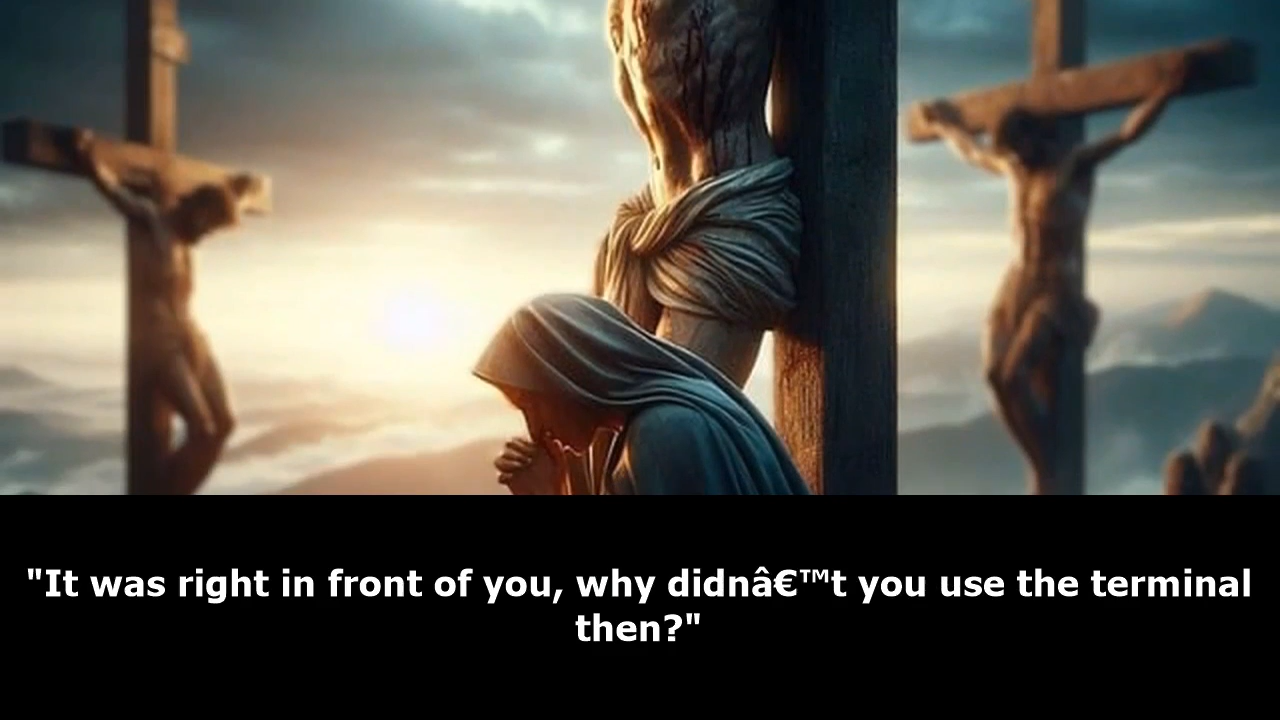 "It was right in front of you, why didnâ€™t you use the terminal
then?"